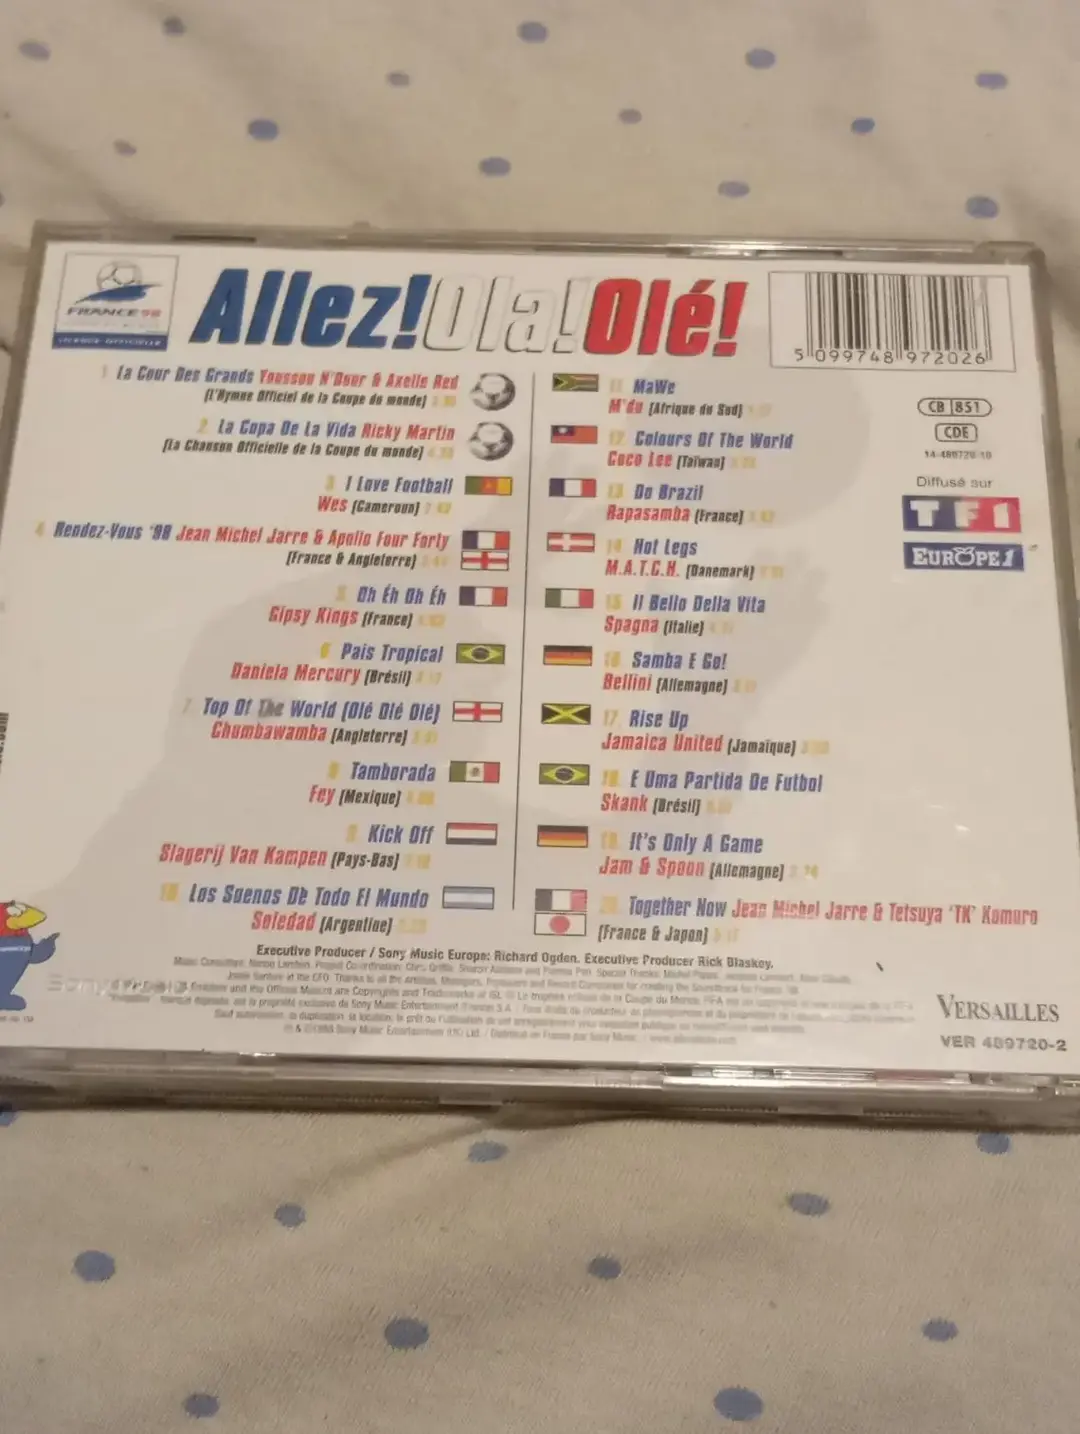 FRANCE 98
LICENCE OFFICIELLE
Allez! Ola! Olé!
5 099748 972026
1 La Cour Des Grands Youssou N'Dour & Axelle Red
(L'Hymne Officiel de la Coupe du monde)
2 La Copa De La Vida Ricky Martin
(La Chanson Officielle de la Coupe du monde)
3 I Love Football
Wes (Cameroun)
4 Rendez-Vous '98 Jean Michel Jarre & Apollo Four Forty
(France & Angleterre)
5 Oh Éh Oh Éh
Gipsy Kings (France)
6 Pais Tropical
Daniela Mercury (Brésil)
7 Top Of The World (Olé Olé Olé)
Chumbawamba (Angleterre)
8 Tamborada
Fey (Mexique)
9 Kick Off
Slagerij Van Kampen (Pays-Bas)
10 Los Suenos De Todo El Mundo
Soledad (Argentine)
11 MaWe
M'du (Afrique du Sud)
12 Colours Of The World
Coco Lee (Taïwan)
13 Do Brazil
Rapasamba (France)
14 Hot Legs
M.A.T.C.H. (Danemark)
15 Il Bello Della Vita
Spagna (Italie)
16 Samba E Go!
Bellini (Allemagne)
17 Rise Up
Jamaica United (Jamaïque)
18 E Uma Partida De Futbol
Skank (Brésil)
19 It's Only A Game
Jam & Spoon (Allemagne)
20 Together Now Jean Michel Jarre & Tetsuya 'TK' Komuro
(France & Japon)
CB 851
CDE
14-489720-10
Diffusé sur
TF1
EUROPE 1
Executive Producer / Sony Music Europe: Richard Ogden. Executive Producer Rick Blaskey.
VERSAILLES
VER 489720-2